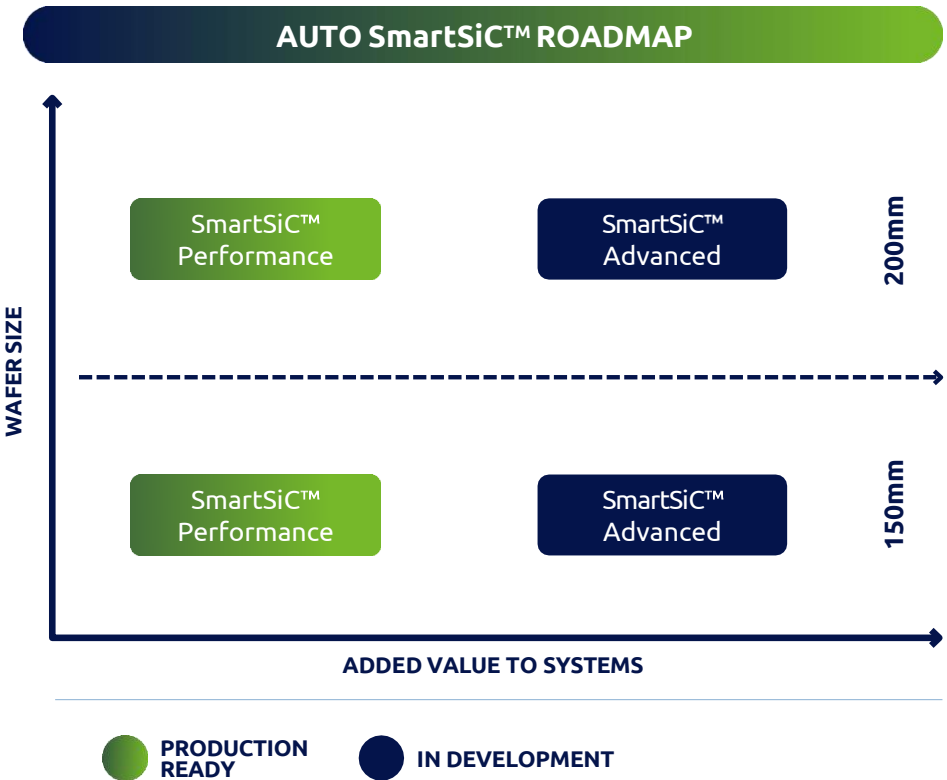 AUTO SmartSiC™ ROADMAP
WAFER SIZE
SmartSiC™
Performance
SmartSiC™
Advanced
200mm
SmartSiC™
Performance
SmartSiC™
Advanced
150mm
ADDED VALUE TO SYSTEMS
PRODUCTION
READY
IN DEVELOPMENT